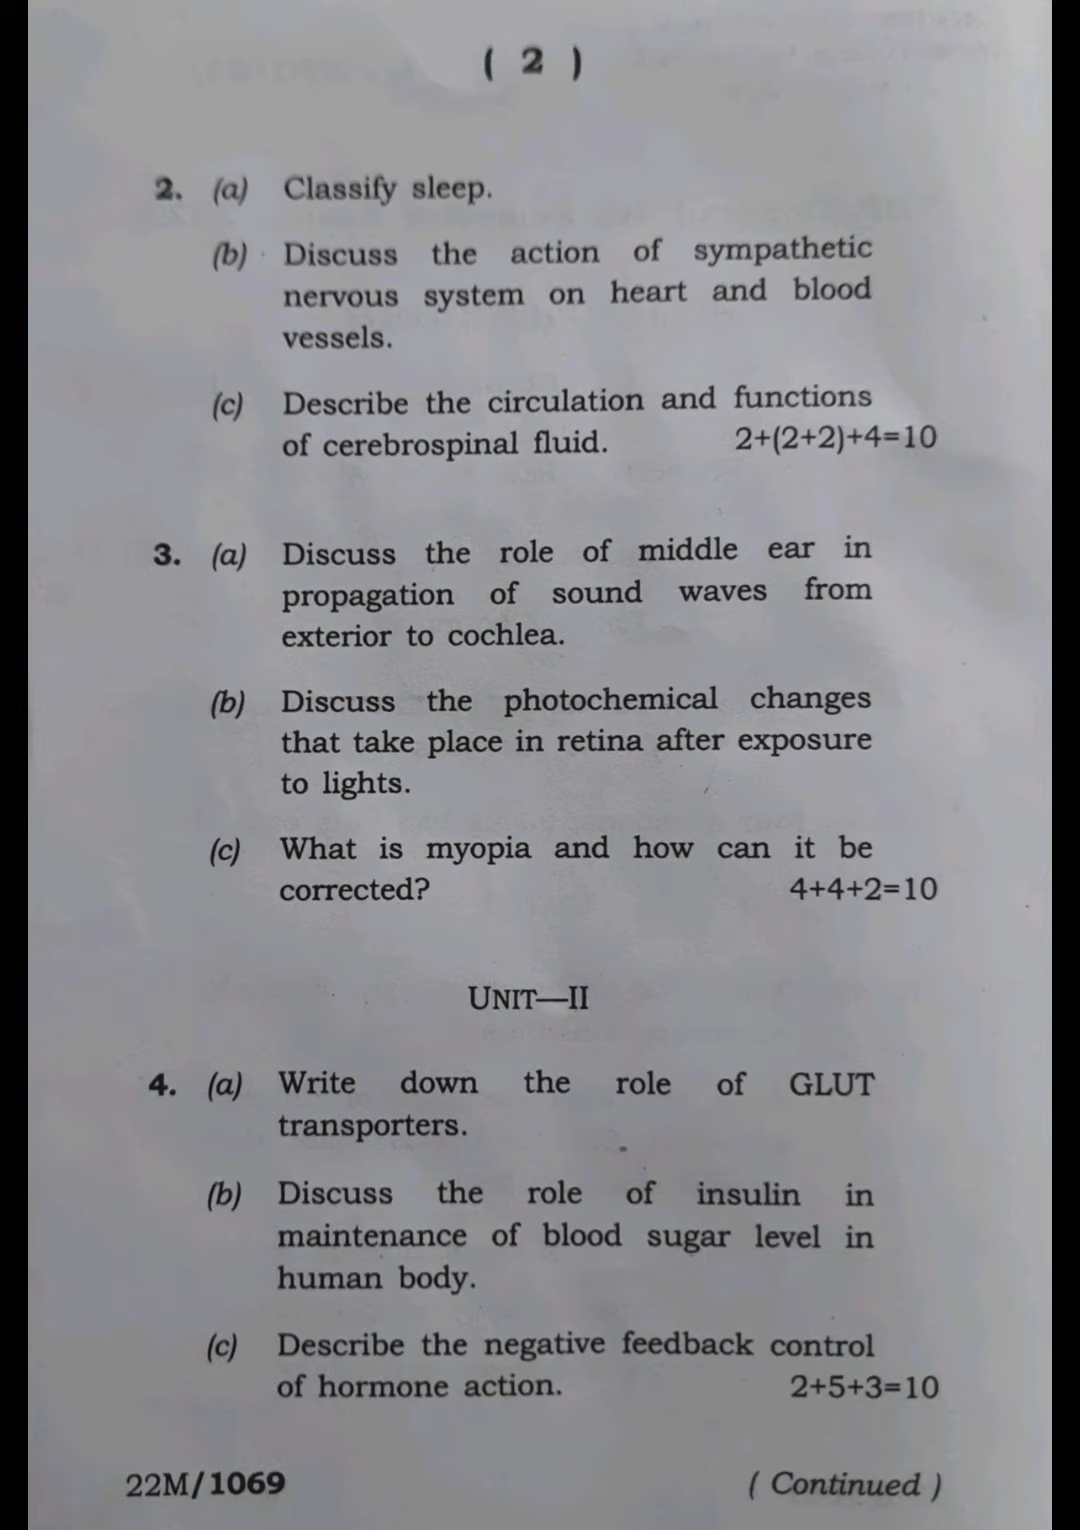 ( 2 )
2. (a) Classify sleep.
(b) Discuss the action of sympathetic
nervous system on heart and blood
vessels.
(c) Describe the circulation and functions
of cerebrospinal fluid. 2+(2+2)+4=10
3. (a) Discuss the role of middle ear in
propagation of sound waves from
exterior to cochlea.
(b) Discuss the photochemical changes
that take place in retina after exposure
to lights.
(c) What is myopia and how can it be
corrected? 4+4+2=10
UNIT—II
4. (a) Write down the role of GLUT
transporters.
(b) Discuss the role of insulin in
maintenance of blood sugar level in
human body.
(c) Describe the negative feedback control
of hormone action. 2+5+3=10
22M/1069 ( Continued )